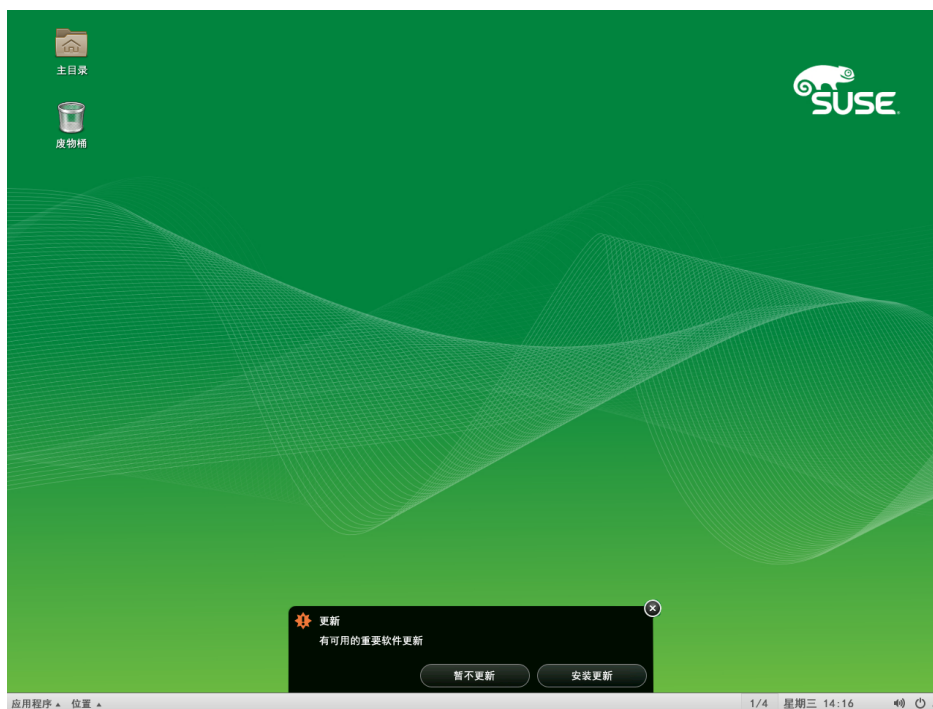 主目录
SUSE
废物桶
更新
有可用的重要软件更新
暂不更新
安装更新
应用程序 位置 1/4 星期三 14:16